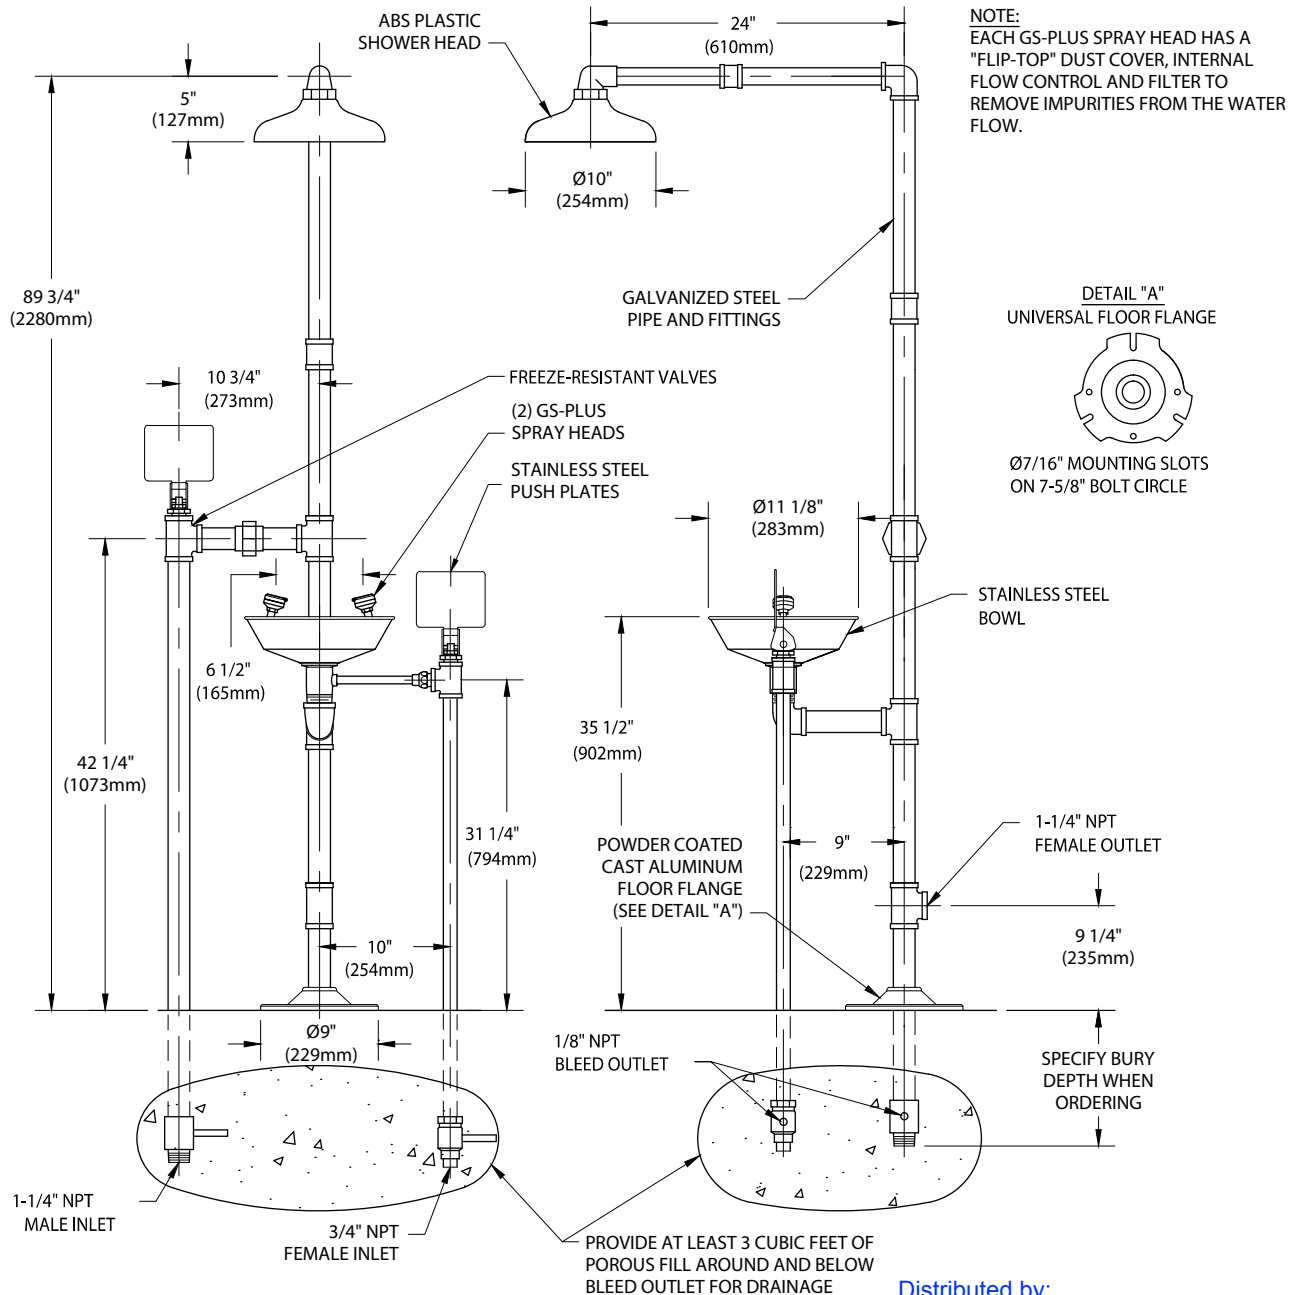 ABS PLASTIC
SHOWER HEAD
24"
(610mm)
NOTE:
EACH GS-PLUS SPRAY HEAD HAS A
"FLIP-TOP" DUST COVER, INTERNAL
FLOW CONTROL AND FILTER TO
REMOVE IMPURITIES FROM THE WATER
FLOW.
5"
(127mm)
Ø10"
(254mm)
89 3/4"
(2280mm)
GALVANIZED STEEL
PIPE AND FITTINGS
DETAIL "A"
UNIVERSAL FLOOR FLANGE
10 3/4"
(273mm)
FREEZE-RESISTANT VALVES
(2) GS-PLUS
SPRAY HEADS
STAINLESS STEEL
PUSH PLATES
Ø7/16" MOUNTING SLOTS
ON 7-5/8" BOLT CIRCLE
Ø11 1/8"
(283mm)
STAINLESS STEEL
BOWL
6 1/2"
(165mm)
35 1/2"
(902mm)
42 1/4"
(1073mm)
31 1/4"
(794mm)
POWDER COATED
CAST ALUMINUM
FLOOR FLANGE
(SEE DETAIL "A")
9"
(229mm)
1-1/4" NPT
FEMALE OUTLET
10"
(254mm)
9 1/4"
(235mm)
Ø9"
(229mm)
1/8" NPT
BLEED OUTLET
SPECIFY BURY
DEPTH WHEN
ORDERING
1-1/4" NPT
MALE INLET
3/4" NPT
FEMALE INLET
PROVIDE AT LEAST 3 CUBIC FEET OF
POROUS FILL AROUND AND BELOW
BLEED OUTLET FOR DRAINAGE
Distributed by: